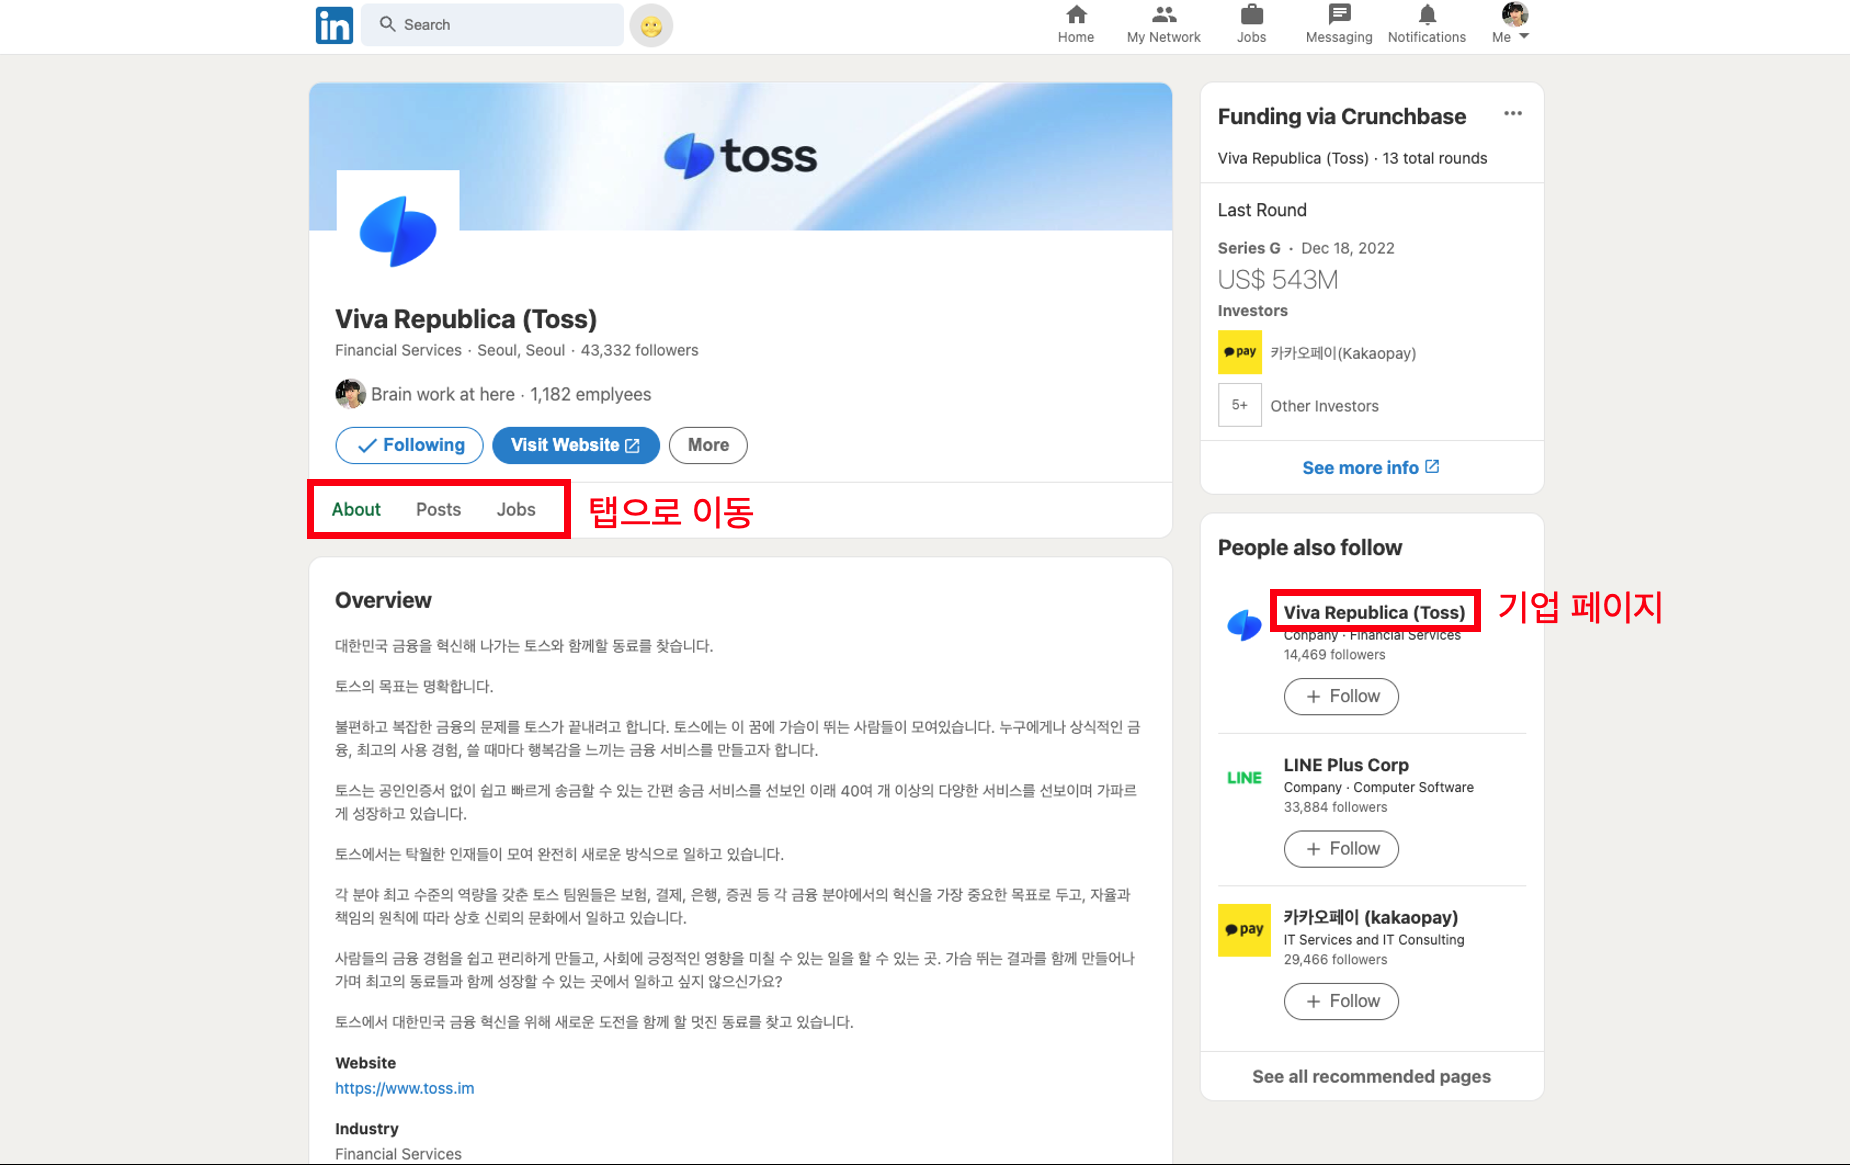 in Search
Home My Network Jobs Messaging Notifications Me
toss
Viva Republica (Toss)
Financial Services · Seoul, Seoul · 43,332 followers
Brain work at here · 1,182 emplyees
Following Visit Website More
About Posts Jobs 탭으로 이동
Overview
대한민국 금융을 혁신해 나가는 토스와 함께할 동료를 찾습니다.
토스의 목표는 명확합니다.
불편하고 복잡한 금융의 문제를 토스가 끝내려고 합니다. 토스에는 이 꿈에 가슴이 뛰는 사람들이 모여있습니다. 누구에게나 상식적인 금
융, 최고의 사용 경험, 쓸 때마다 행복감을 느끼는 금융 서비스를 만들고자 합니다.
토스는 공인인증서 없이 쉽고 빠르게 송금할 수 있는 간편 송금 서비스를 선보인 이래 40여 개 이상의 다양한 서비스를 선보이며 가파르
게 성장하고 있습니다.
토스에서는 탁월한 인재들이 모여 완전히 새로운 방식으로 일하고 있습니다.
각 분야 최고 수준의 역량을 갖춘 토스 팀원들은 보험, 결제, 은행, 증권 등 각 금융 분야에서의 혁신을 가장 중요한 목표로 두고, 자율과
책임의 원칙에 따라 상호 신뢰의 문화에서 일하고 있습니다.
사람들의 금융 경험을 쉽고 편리하게 만들고, 사회에 긍정적인 영향을 미칠 수 있는 일을 할 수 있는 곳. 가슴 뛰는 결과를 함께 만들어나
가며 최고의 동료들과 함께 성장할 수 있는 곳에서 일하고 싶지 않으신가요?
토스에서 대한민국 금융 혁신을 위해 새로운 도전을 함께 할 멋진 동료를 찾고 있습니다.
Website
https://www.toss.im
Industry
Financial Services
Funding via Crunchbase
Viva Republica (Toss) · 13 total rounds
Last Round
Series G · Dec 18, 2022
US$ 543M
Investors
pay 카카오페이(Kakaopay)
5+ Other Investors
See more info
People also follow
Viva Republica (Toss) 기업 페이지
Conpany · Financial Services
14,469 followers
+ Follow
LINE LINE Plus Corp
Company · Computer Software
33,884 followers
+ Follow
pay 카카오페이 (kakaopay)
IT Services and IT Consulting
29,466 followers
+ Follow
See all recommended pages